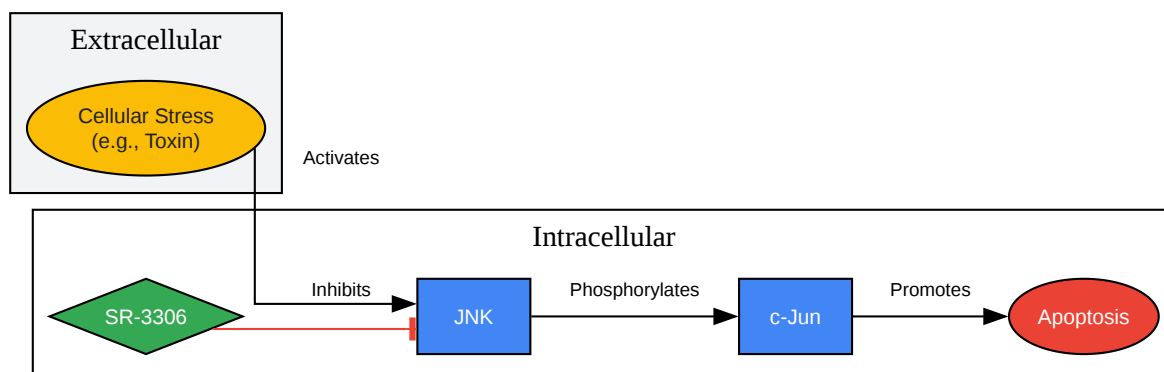 Extracellular
Cellular Stress
(e.g., Toxin)
Activates
Intracellular
Inhibits
Phosphorylates
Promotes
SR-3306
JNK
c-Jun
Apoptosis